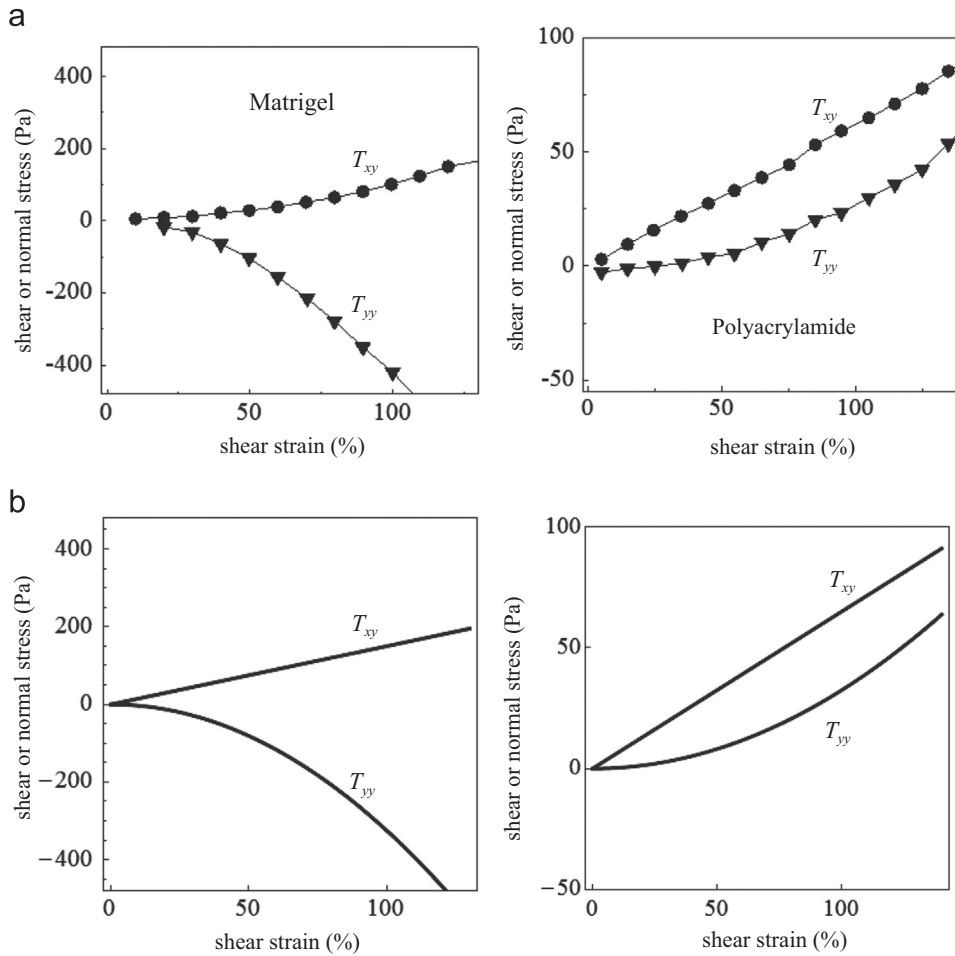 a
shear or normal stress (Pa)
400
200
0
-200
-400
Matrigel
T_xy
T_yy
0
50
100
shear strain (%)
shear or normal stress (Pa)
100
50
0
-50
T_xy
T_yy
Polyacrylamide
0
50
100
shear strain (%)
b
shear or normal stress (Pa)
400
200
0
−200
−400
T_xy
T_yy
0
50
100
shear strain (%)
shear or normal stress (Pa)
100
50
0
−50
T_xy
T_yy
0
50
100
shear strain (%)